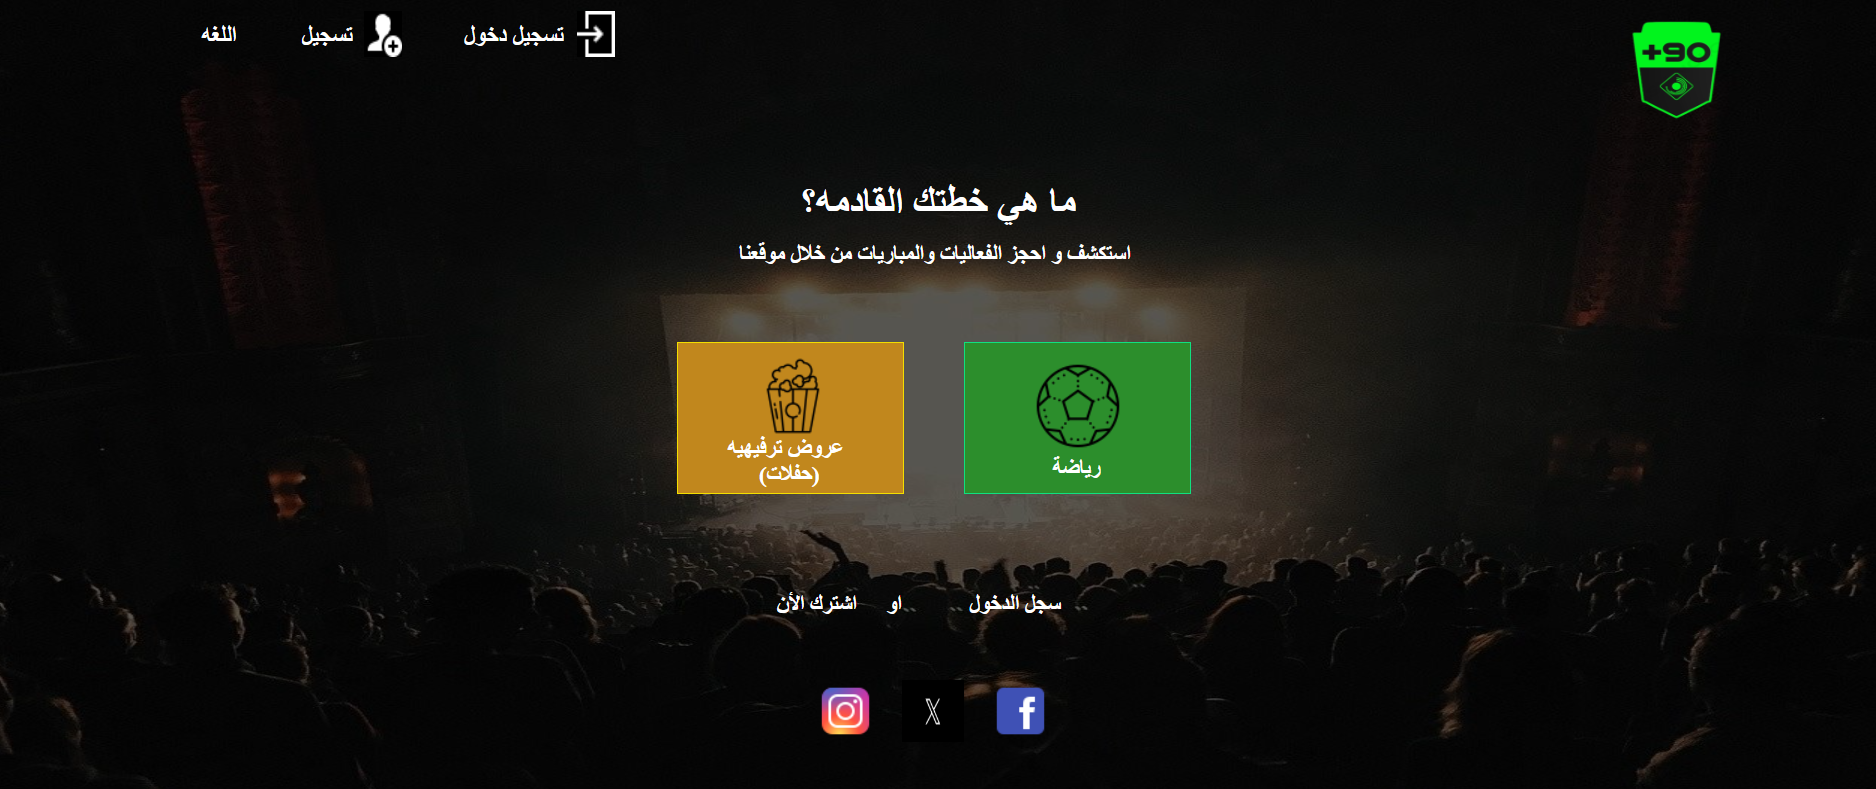 +90
تسجيل دخول
تسجيل
اللغه
ما هي خطتك القادمه؟
استكشف و احجز الفعاليات والمباريات من خلال موقعنا
رياضة
عروض ترفيهيه
(حفلات)
سجل الدخول او اشترك الأن